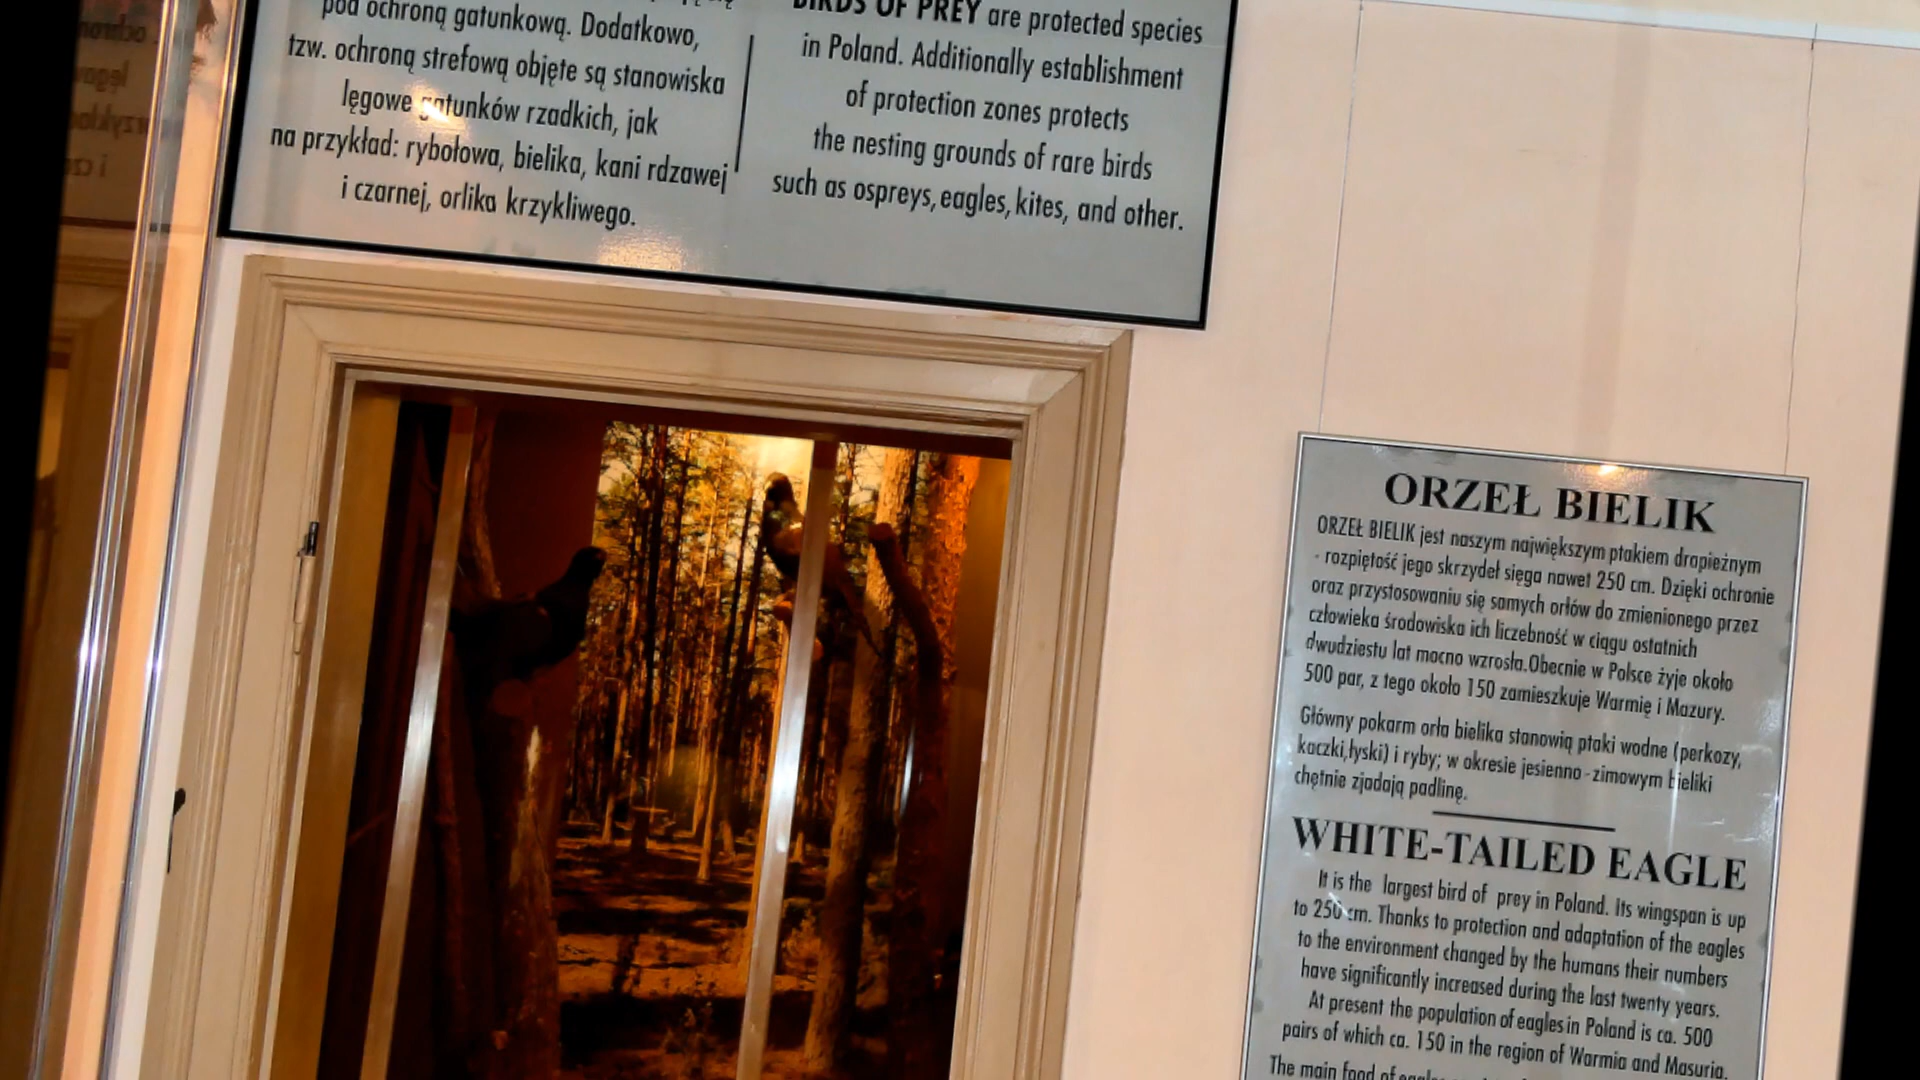 pod ochroną gatunkową. Dodatkowo,
tzw. ochroną strefową objęte są stanowiska
lęgowe gatunków rzadkich, jak
na przykład: rybołowa, bielika, kani rdzawej
i czarnej, orlika krzykliwego.
BIRDS OF PREY are protected species
in Poland. Additionally establishment
of protection zones protects
the nesting grounds of rare birds
such as ospreys, eagles, kites, and other.
ORZEŁ BIELIK
ORZEŁ BIELIK jest naszym największym ptakiem drapieżnym
- rozpiętość jego skrzydeł sięga nawet 250 cm. Dzięki ochronie
oraz przystosowaniu się samych orłów do zmienionego przez
człowieka środowiska ich liczebność w ciągu ostatnich
dwudziestu lat mocno wzrosła.Obecnie w Polsce żyje około
500 par, z tego około 150 zamieszkuje Warmię i Mazury.
Główny pokarm orła bielika stanowią ptaki wodne (perkozy,
kaczki,łyski) i ryby; w okresie jesienno - zimowym bieliki
chętnie zjadają padlinę.
WHITE-TAILED EAGLE
It is the largest bird of prey in Poland. Its wingspan is up
to 250 cm. Thanks to protection and adaptation of the eagles
to the environment changed by the humans their numbers
have significantly increased during the last twenty years.
At present the population of eagles in Poland is ca. 500
pairs of which ca. 150 in the region of Warmia and Masuria.
The main food of eagles